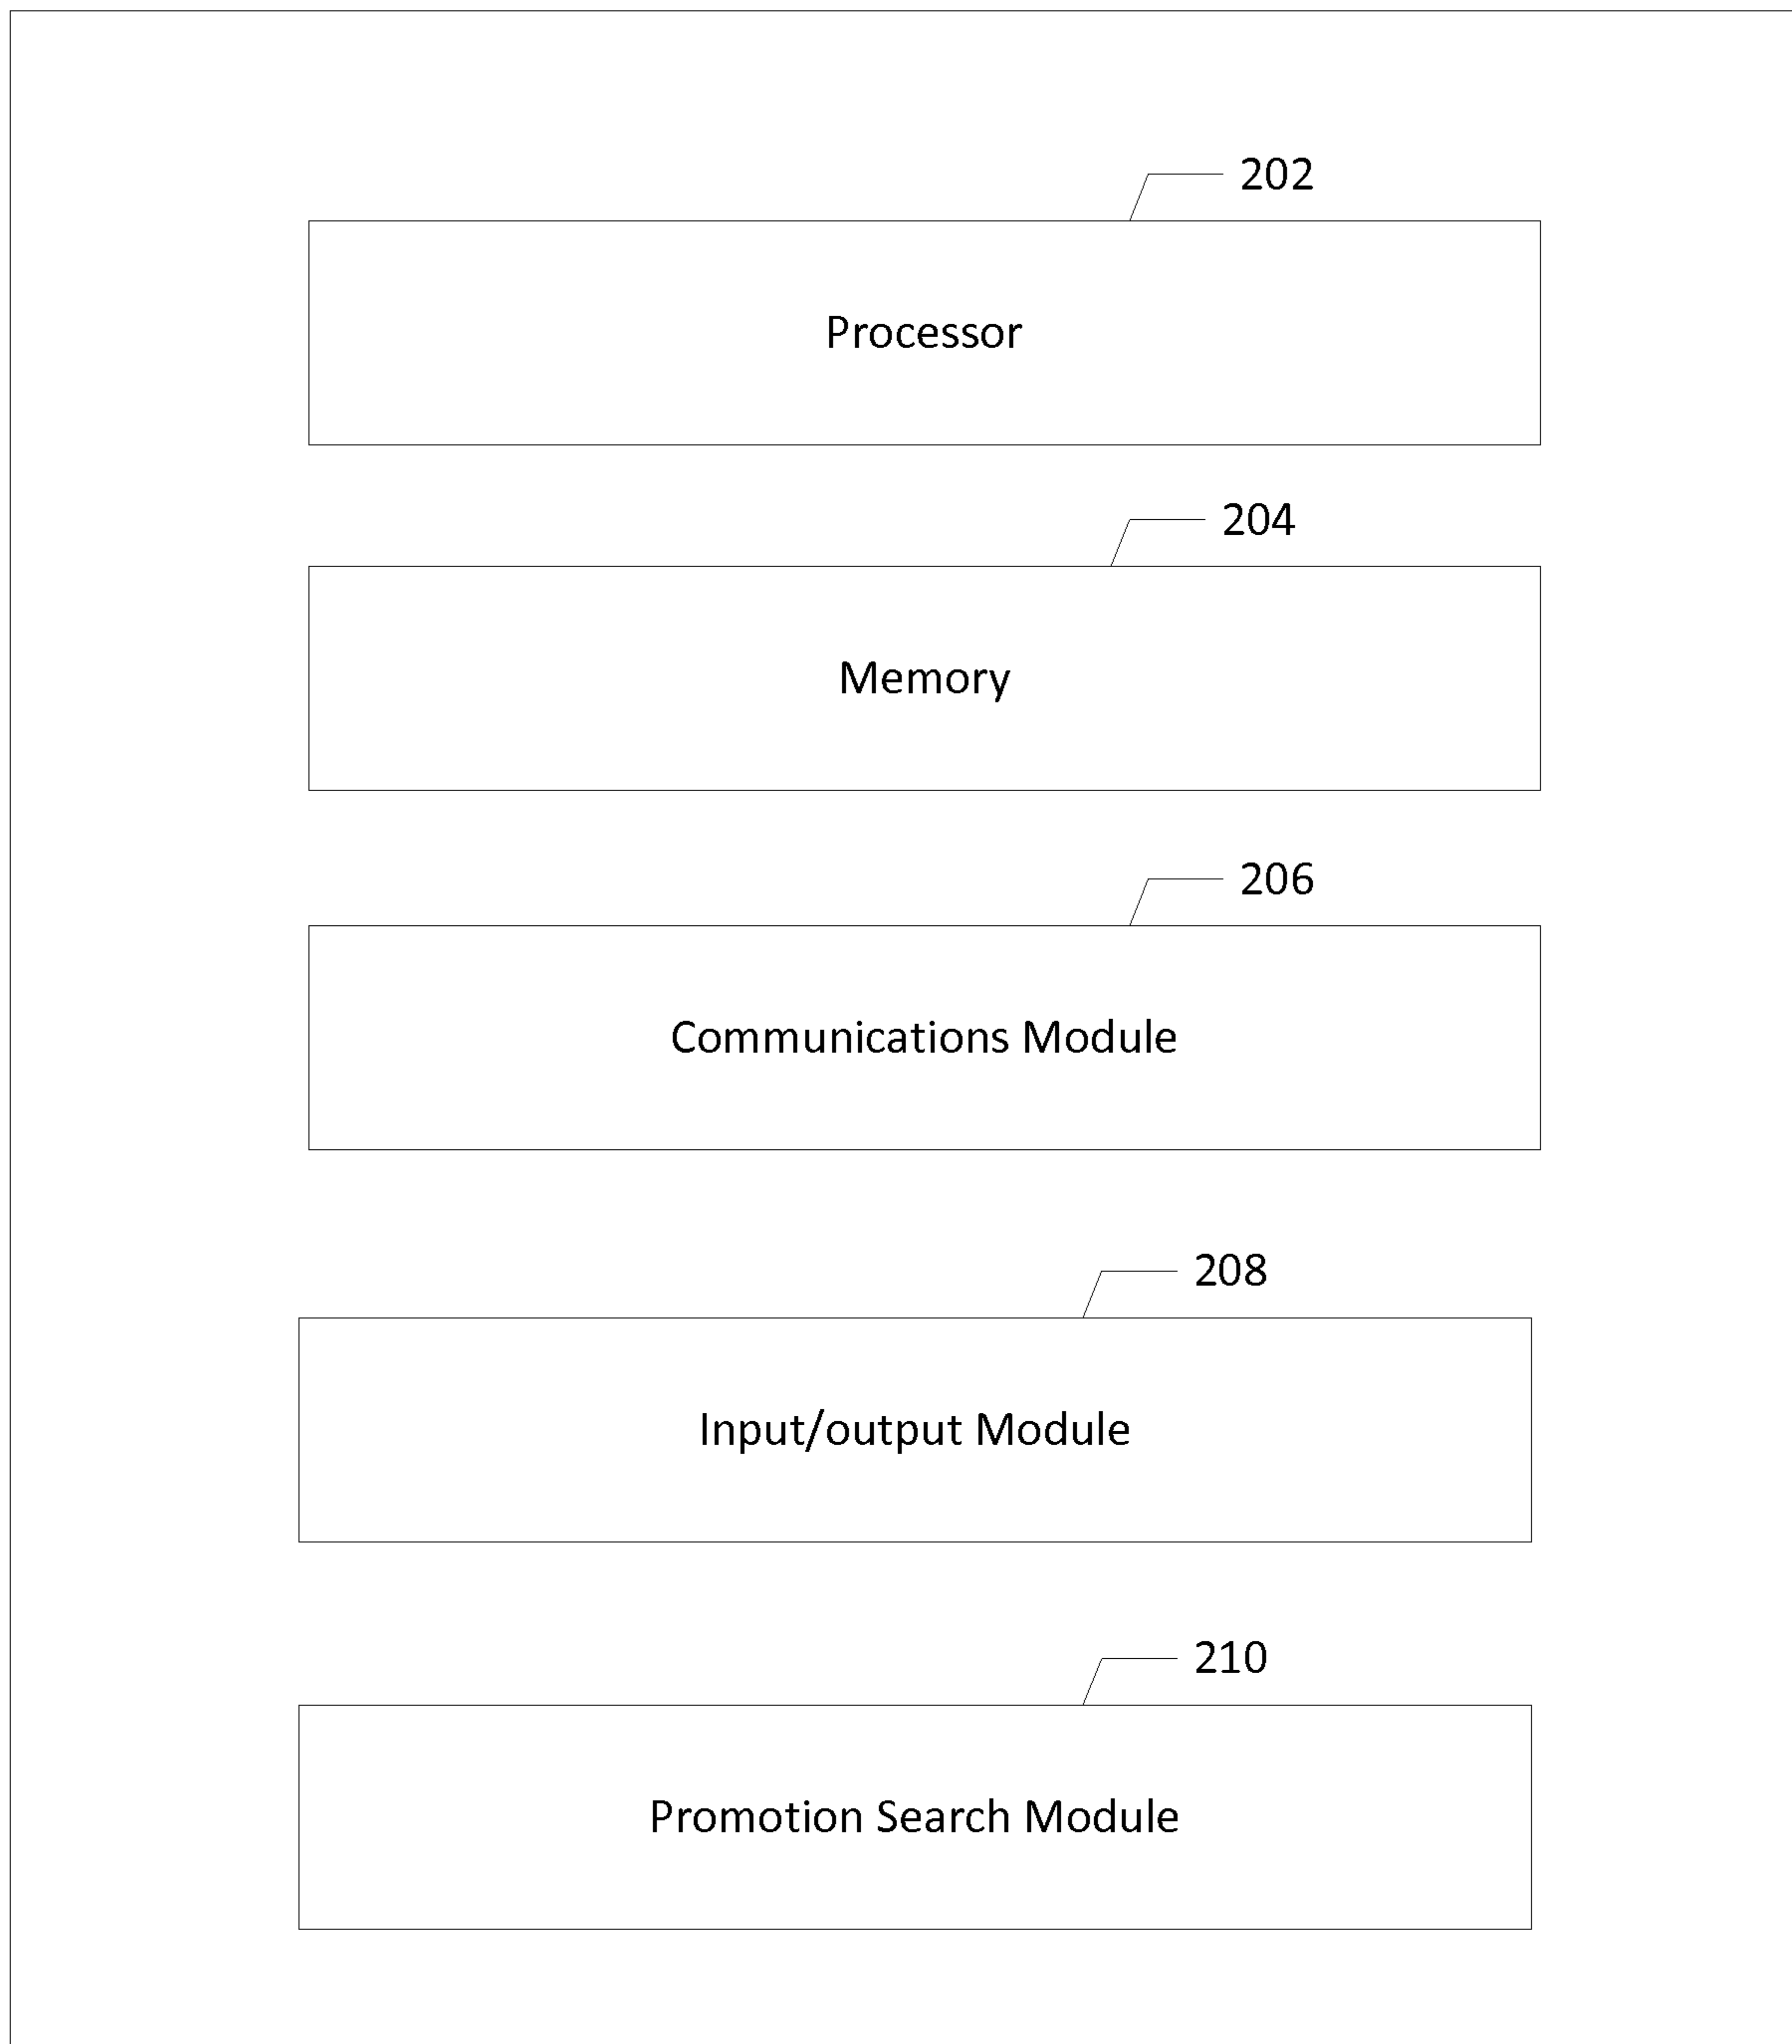 202
Processor
204
Memory
206
Communications Module
208
Input/output Module
210
Promotion Search Module